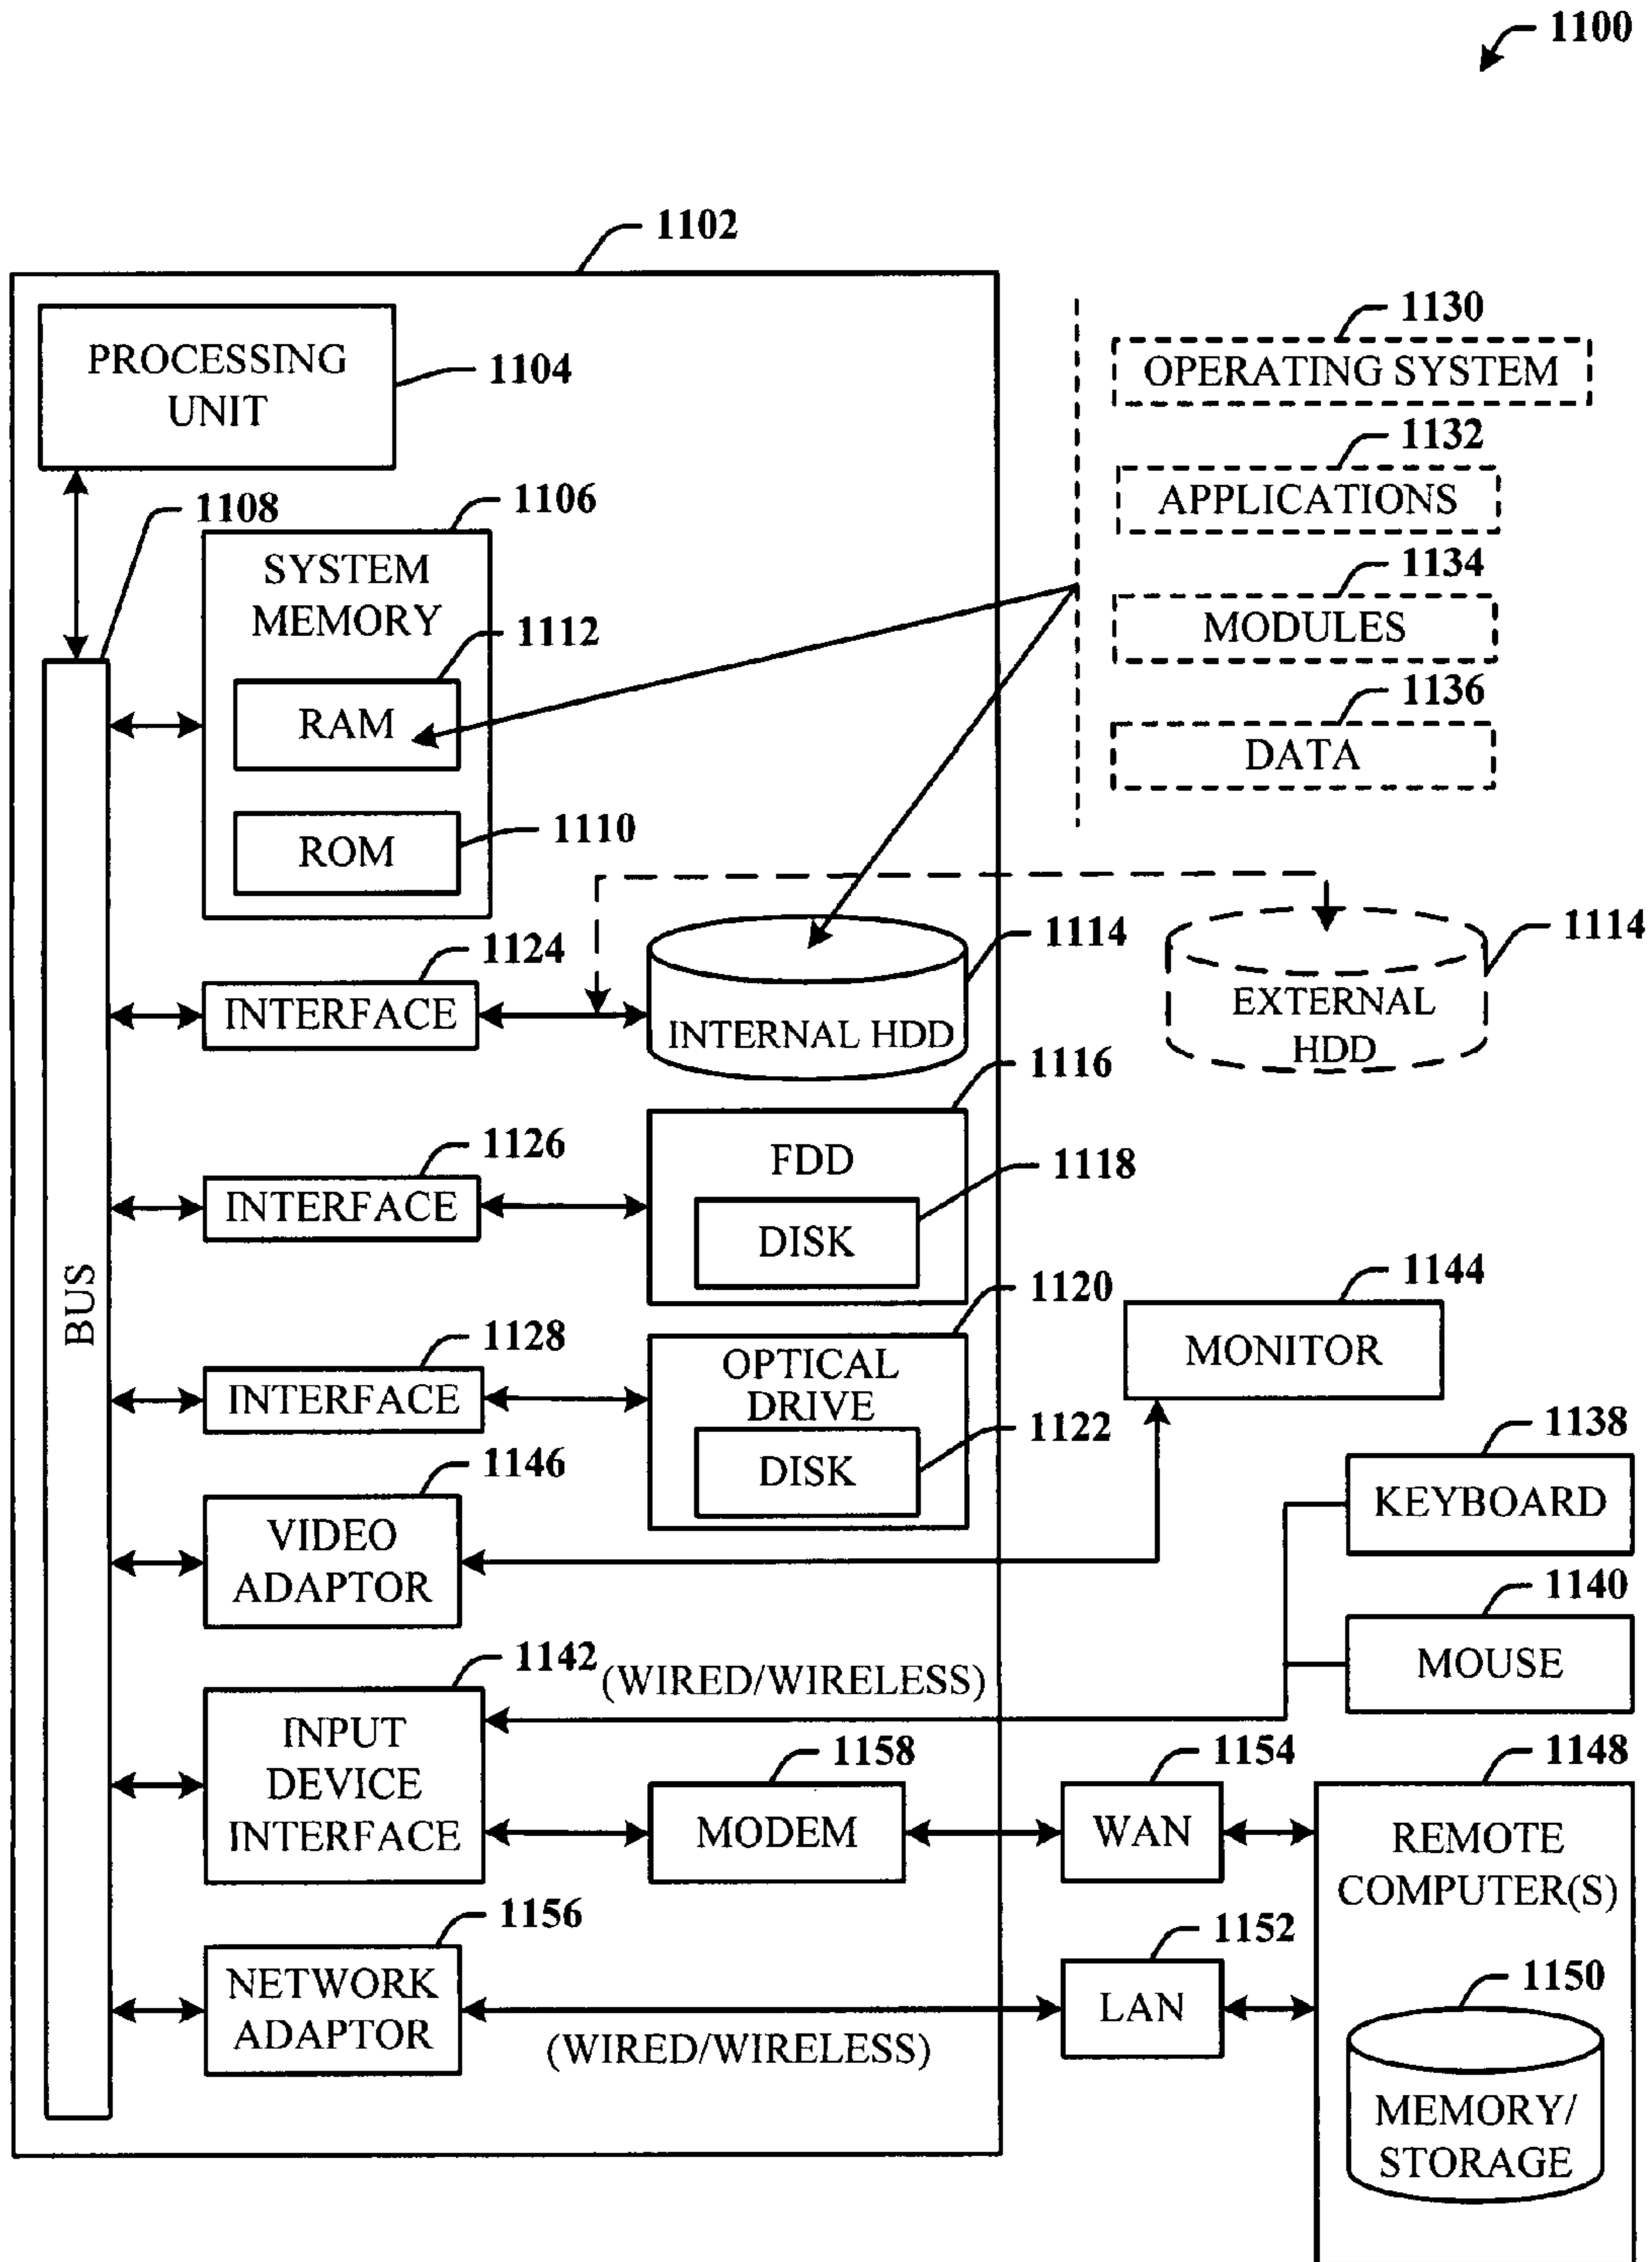 1100
1102
PROCESSING
UNIT
1104
1130
OPERATING SYSTEM
1132
APPLICATIONS
1134
MODULES
1136
DATA
1108
1106
SYSTEM
MEMORY
1112
RAM
1110
ROM
1124
INTERFACE
1114
INTERNAL HDD
1114
EXTERNAL
HDD
1116
FDD
1126
INTERFACE
1118
DISK
BUS
1120
OPTICAL
DRIVE
1128
INTERFACE
1122
DISK
1144
MONITOR
1138
KEYBOARD
1146
VIDEO
ADAPTOR
1140
MOUSE
1142
(WIRED/WIRELESS)
INPUT
DEVICE
INTERFACE
1158
MODEM
1154
WAN
1148
REMOTE
COMPUTER(S)
1156
NETWORK
ADAPTOR
(WIRED/WIRELESS)
1152
LAN
1150
MEMORY/
STORAGE